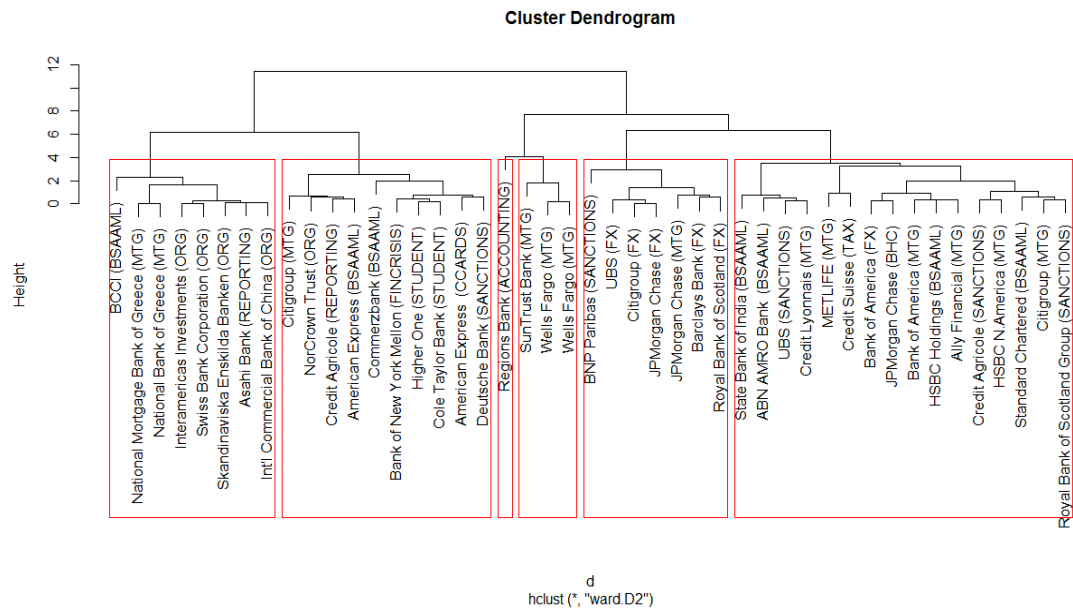 Cluster Dendrogram
Height
12
8
6
4
2
0
BCCI (BSAAML)
National Mortgage Bank of Greece (MTG)
National Bank of Greece (MTG)
Interamericas Investments (ORG)
Swiss Bank Corporation (ORG)
Skandinaviska Enskilda Banken (ORG)
Asahi Bank (REPORTING)
Int'l Commercial Bank of China (ORG)
Citigroup (MTG)
NorCrown Trust (ORG)
Credit Agricole (REPORTING)
American Express (BSAAML)
Commerzbank (BSAAML)
Bank of New York Mellon (FINCRISIS)
Higher One (STUDENT)
Cole Taylor Bank (STUDENT)
American Express (CCARDS)
Deutsche Bank (SANCTIONS)
Regions Bank (ACCOUNTING)
SunTrust Bank (MTG)
Wells Fargo (MTG)
Wells Fargo (MTG)
BNP Paribas (SANCTIONS)
UBS (FX)
Citigroup (FX)
JPMorgan Chase (FX)
JPMorgan Chase (MTG)
Barclays Bank (FX)
Royal Bank of Scotland (FX)
State Bank of India (BSAAML)
ABN AMRO Bank (BSAAML)
UBS (SANCTIONS)
Credit Lyonnais (MTG)
METLIFE (MTG)
Credit Suisse (TAX)
Bank of America (FX)
JPMorgan Chase (BHC)
Bank of America (MTG)
HSBC Holdings (BSAAML)
Ally Financial (MTG)
Credit Agricole (SANCTIONS)
HSBC N.America (MTG)
Standard Chartered (BSAAML)
Citigroup (MTG)
Royal Bank of Scotland Group (SANCTIONS)
d
hclust (*, "ward.D2")